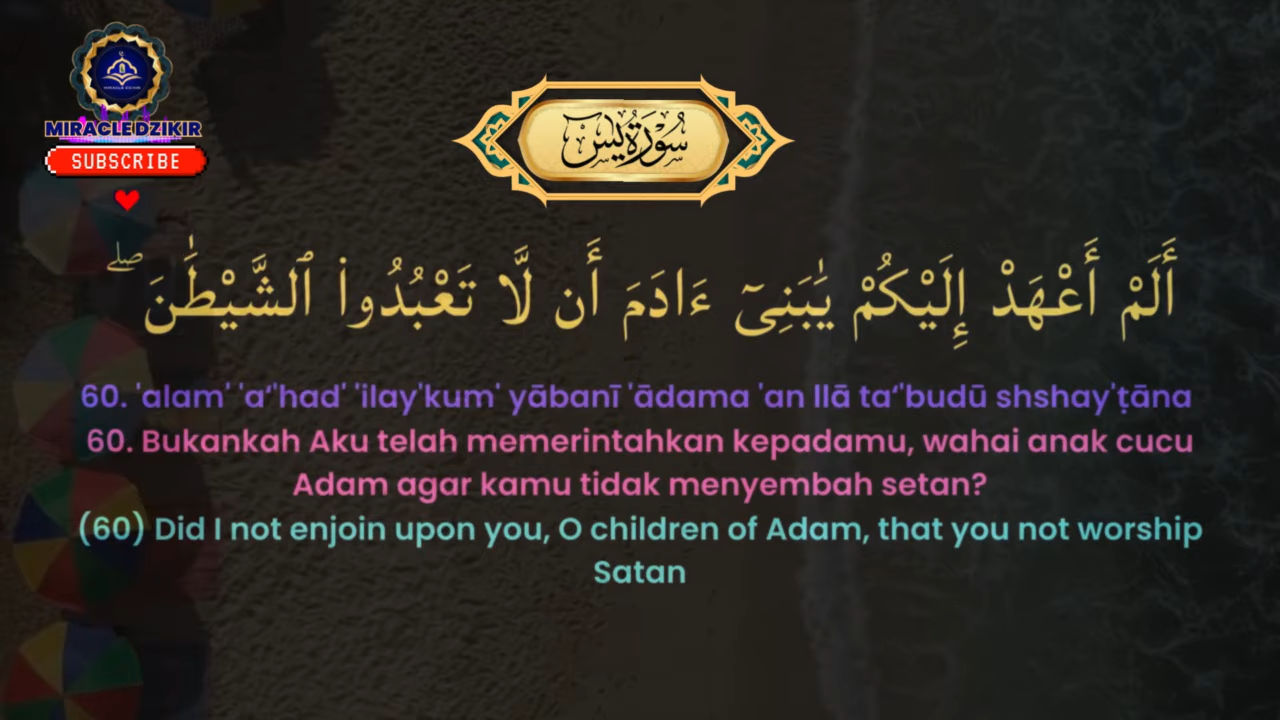 MIRACLE DZIKIR
SUBSCRIBE
سُورَةُ يس
أَلَمْ أَعْهَدْ إِلَيْكُمْ يَٰبَنِىٓ ءَادَمَ أَن لَّا تَعْبُدُوا۟ ٱلشَّيْطَٰنَ ۖ
60. 'alam' 'a‘'had' 'ilay'kum' yābanī 'ādama 'an llā ta‘'budū shshay'ṭāna
60. Bukankah Aku telah memerintahkan kepadamu, wahai anak cucu
Adam agar kamu tidak menyembah setan?
(60) Did I not enjoin upon you, O children of Adam, that you not worship
Satan